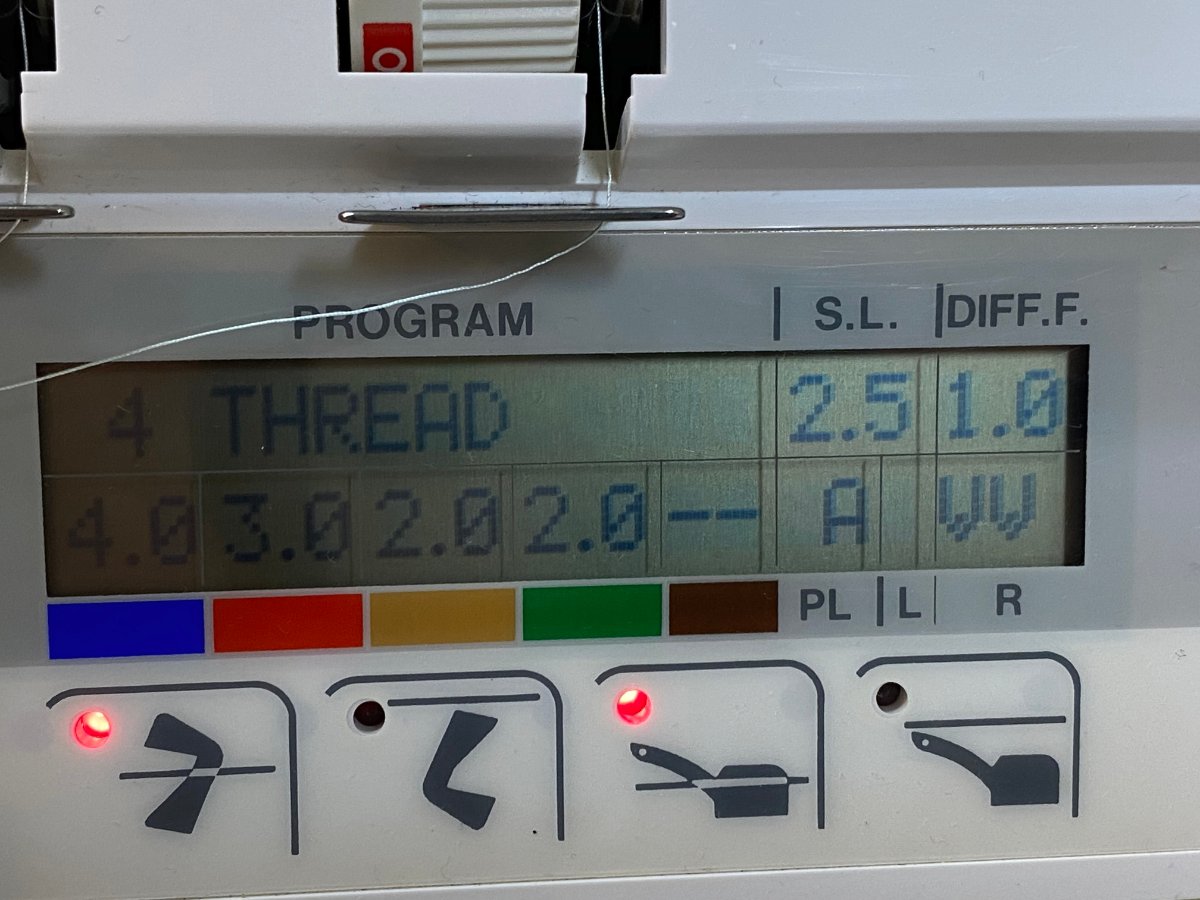 O
PROGRAM S.L. DIFF.F.
4 THREAD 2.5 1.0
4.0 3.0 2.0 2.0 -- A VV
PL L R